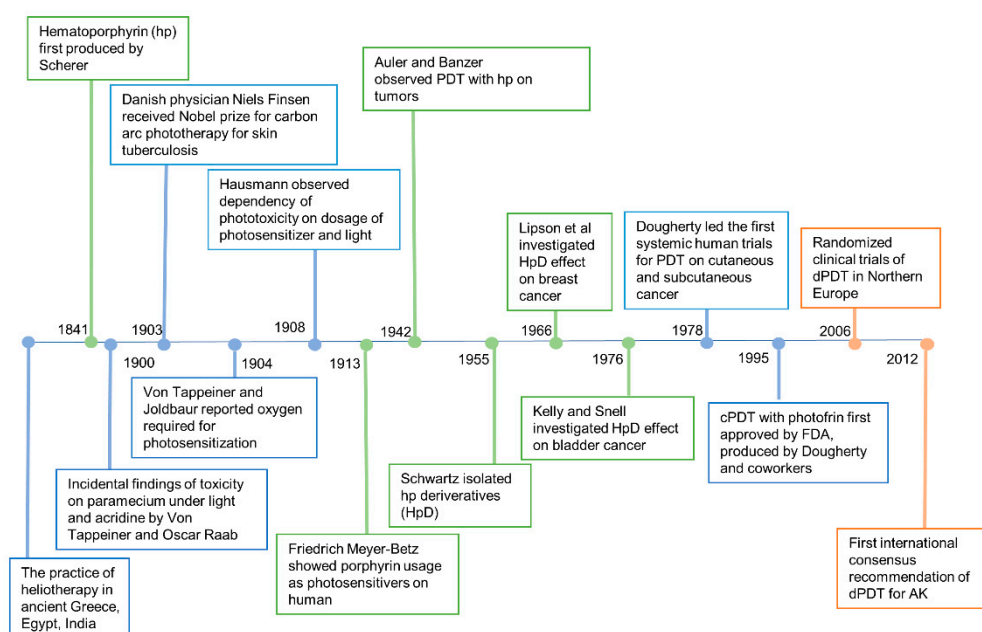 Hematoporphyrin (hp)
first produced by
Scherer
Danish physician Niels Finsen
received Nobel prize for carbon
arc phototherapy for skin
tuberculosis
Hausmann observed
dependency of
phototoxicity on dosage of
photosensitizer and light
Auler and Banzer
observed PDT with hp on
tumors
Lipson et al
investigated
HpD effect
on breast
cancer
Dougherty led the first
systemic human trials
for PDT on cutaneous
and subcutaneous
cancer
Randomized
clinical trials of
dPDT in Northern
Europe
1841
1903
1908
1942
1966
1978
2006
1900
1904
1913
1955
1976
1995
2012
Von Tappeiner and
Joldbaur reported oxygen
required for
photosensitization
Incidental findings of toxicity
on paramecium under light
and acridine by Von
Tappeiner and Oscar Raab
The practice of
heliotherapy in
ancient Greece,
Egypt, India
Friedrich Meyer-Betz
showed porphyrin usage
as photosensitivers on
human
Schwartz isolated
hp deriveratives
(HpD)
Kelly and Snell
investigated HpD effect
on bladder cancer
cPDT with photofrin first
approved by FDA,
produced by Dougherty
and coworkers
First international
consensus
recommendation of
dPDT for AK